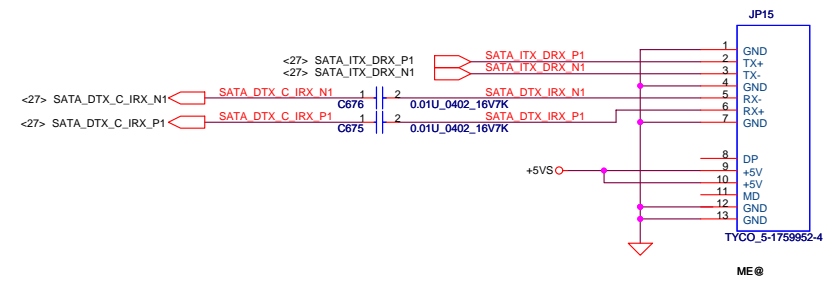 JP15
1 GND
<27> SATA_ITX_DRX_P1 SATA_ITX_DRX_P1 2 TX+
<27> SATA_ITX_DRX_N1 SATA_ITX_DRX_N1 3 TX-
4 GND
<27> SATA_DTX_C_IRX_N1 SATA_DTX_C_IRX_N1 1 2 SATA_DTX_IRX_N1 5 RX-
C676 0.01U_0402_16V7K
6 RX+
<27> SATA_DTX_C_IRX_P1 SATA_DTX_C_IRX_P1 1 2 SATA_DTX_IRX_P1 7 GND
C675 0.01U_0402_16V7K
8 DP
+5VS 9 +5V
10 +5V
11 MD
12 GND
13 GND
TYCO_5-1759952-4
ME@